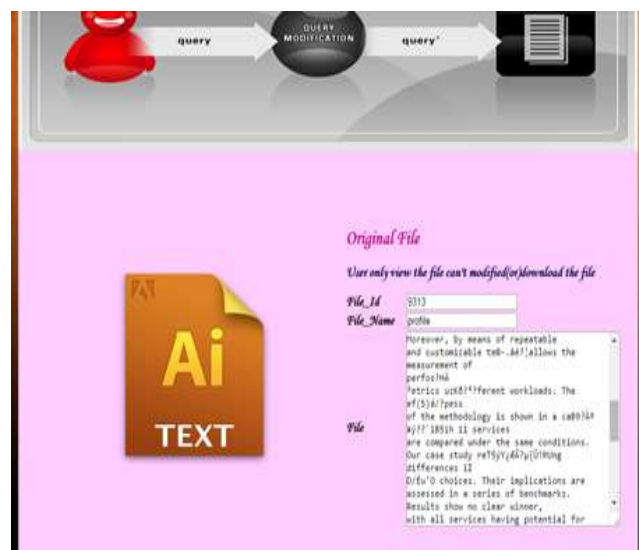 query
QUERY
MODIFICATION
query'
Original File
User only view the file can't modified(or)download the file
File_Id
9313
File_Name
profile
File
Moreover, by means of repeatable
and customizable
allows the
measurement of
ferent workloads. The
of the methodology is shown in a
11 services
are compared under the same conditions.
Our case study
differences
choices. Their implications are
assessed in a series of benchmarks.
Results show no clear winner,
with all services having potential for
Ai
TEXT